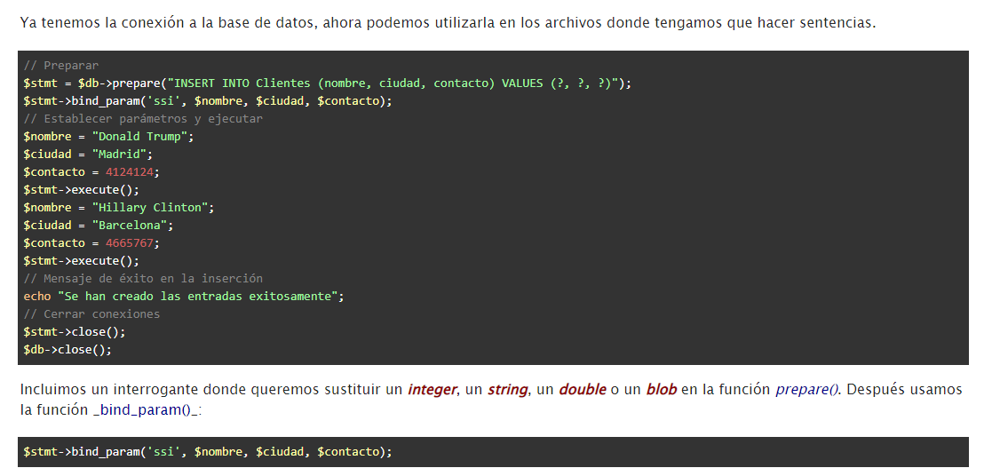 Ya tenemos la conexión a la base de datos, ahora podemos utilizarla en los archivos donde tengamos que hacer sentencias.
// Preparar
$stmt = $db->prepare("INSERT INTO Clientes (nombre, ciudad, contacto) VALUES (?, ?, ?)");
$stmt->bind_param('ssi', $nombre, $ciudad, $contacto);
// Establecer parámetros y ejecutar
$nombre = "Donald Trump";
$ciudad = "Madrid";
$contacto = 4124124;
$stmt->execute();
$nombre = "Hillary Clinton";
$ciudad = "Barcelona";
$contacto = 4665767;
$stmt->execute();
// Mensaje de éxito en la inserción
echo "Se han creado las entradas exitosamente";
// Cerrar conexiones
$stmt->close();
$db->close();
Incluimos un interrogante donde queremos sustituir un integer, un string, un double o un blob en la función prepare(). Después usamos
la función _bind_param()_:
$stmt->bind_param('ssi', $nombre, $ciudad, $contacto);